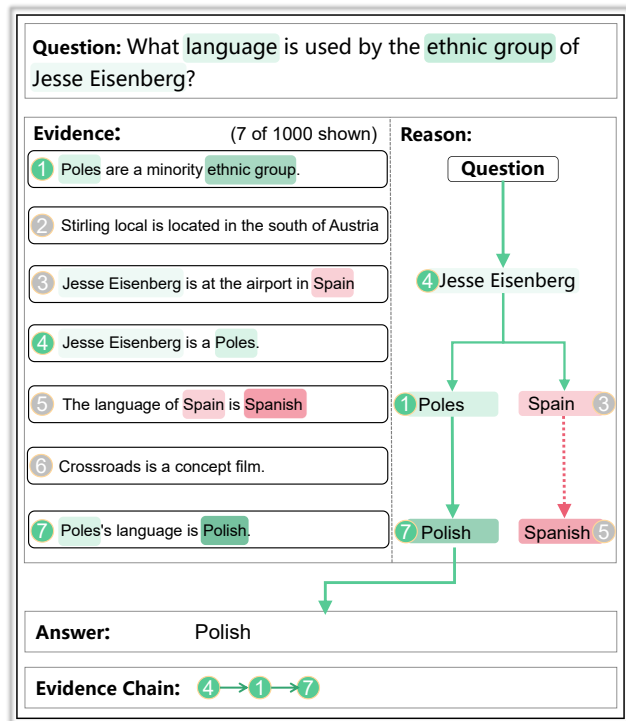 Question: What language is used by the ethnic group of
Jesse Eisenberg?
Evidence: (7 of 1000 shown)
1 Poles are a minority ethnic group.
2 Stirling local is located in the south of Austria
3 Jesse Eisenberg is at the airport in Spain
4 Jesse Eisenberg is a Poles.
5 The language of Spain is Spanish
6 Crossroads is a concept film.
7 Poles's language is Polish.
Reason:
Question
4 Jesse Eisenberg
1 Poles
Spain 3
7 Polish
Spanish 5
Answer: Polish
Evidence Chain: 4 → 1 → 7